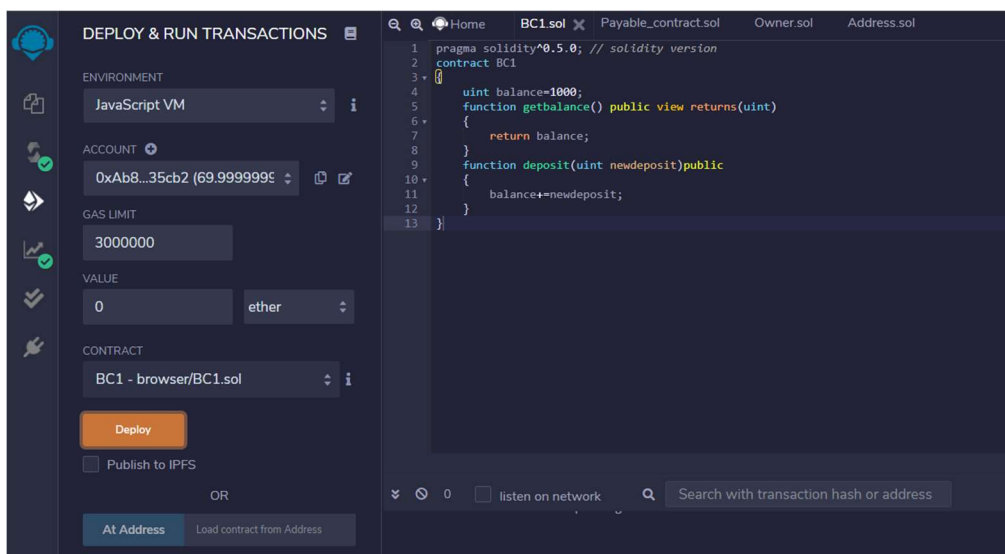 DEPLOY & RUN TRANSACTIONS
ENVIRONMENT
JavaScript VM
ACCOUNT
0xAb8...35cb2 (69.9999999
GAS LIMIT
3000000
VALUE
0 ether
CONTRACT
BC1 - browser/BC1.sol
Deploy
Publish to IPFS
OR
At Address Load contract from Address
Home BC1.sol Payable_contract.sol Owner.sol Address.sol
1 pragma solidity^0.5.0; // solidity version
2 contract BC1
3 {
4 uint balance=1000;
5 function getbalance() public view returns(uint)
6 {
7 return balance;
8 }
9 function deposit(uint newdeposit)public
10 {
11 balance+=newdeposit;
12 }
13 }
0 listen on network Search with transaction hash or address